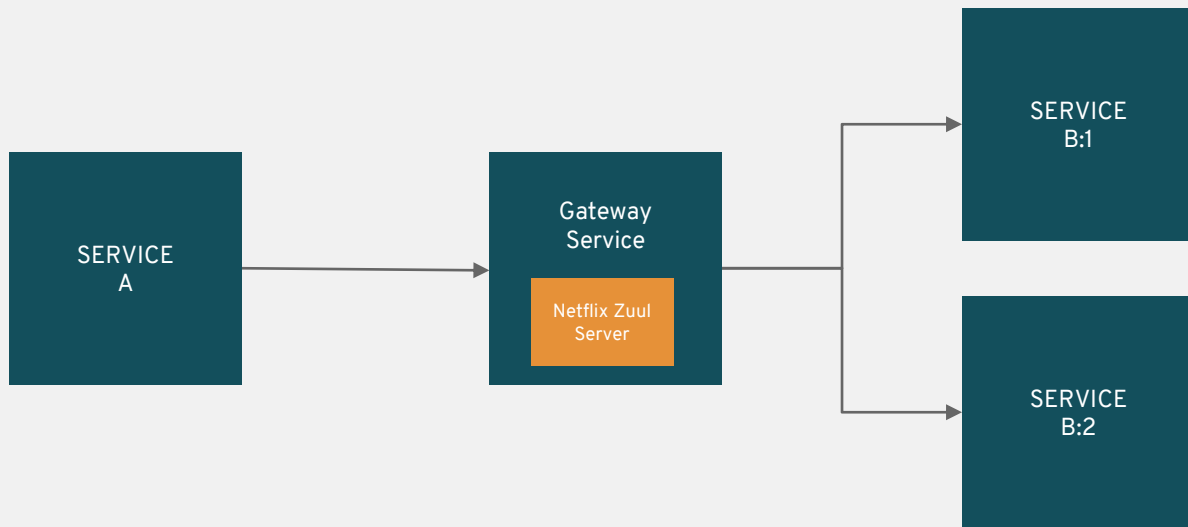 SERVICE
A
Gateway
Service
Netflix Zuul
Server
SERVICE
B:1
SERVICE
B:2